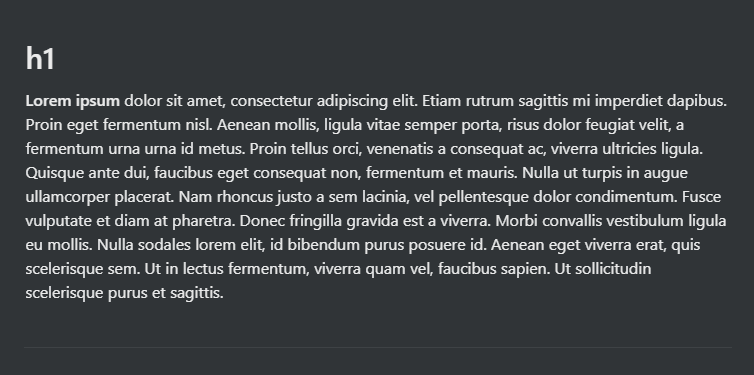 h1
Lorem ipsum dolor sit amet, consectetur adipiscing elit. Etiam rutrum sagittis mi imperdiet dapibus.
Proin eget fermentum nisl. Aenean mollis, ligula vitae semper porta, risus dolor feugiat velit, a
fermentum urna urna id metus. Proin tellus orci, venenatis a consequat ac, viverra ultricies ligula.
Quisque ante dui, faucibus eget consequat non, fermentum et mauris. Nulla ut turpis in augue
ullamcorper placerat. Nam rhoncus justo a sem lacinia, vel pellentesque dolor condimentum. Fusce
vulputate et diam at pharetra. Donec fringilla gravida est a viverra. Morbi convallis vestibulum ligula
eu mollis. Nulla sodales lorem elit, id bibendum purus posuere id. Aenean eget viverra erat, quis
scelerisque sem. Ut in lectus fermentum, viverra quam vel, faucibus sapien. Ut sollicitudin
scelerisque purus et sagittis.